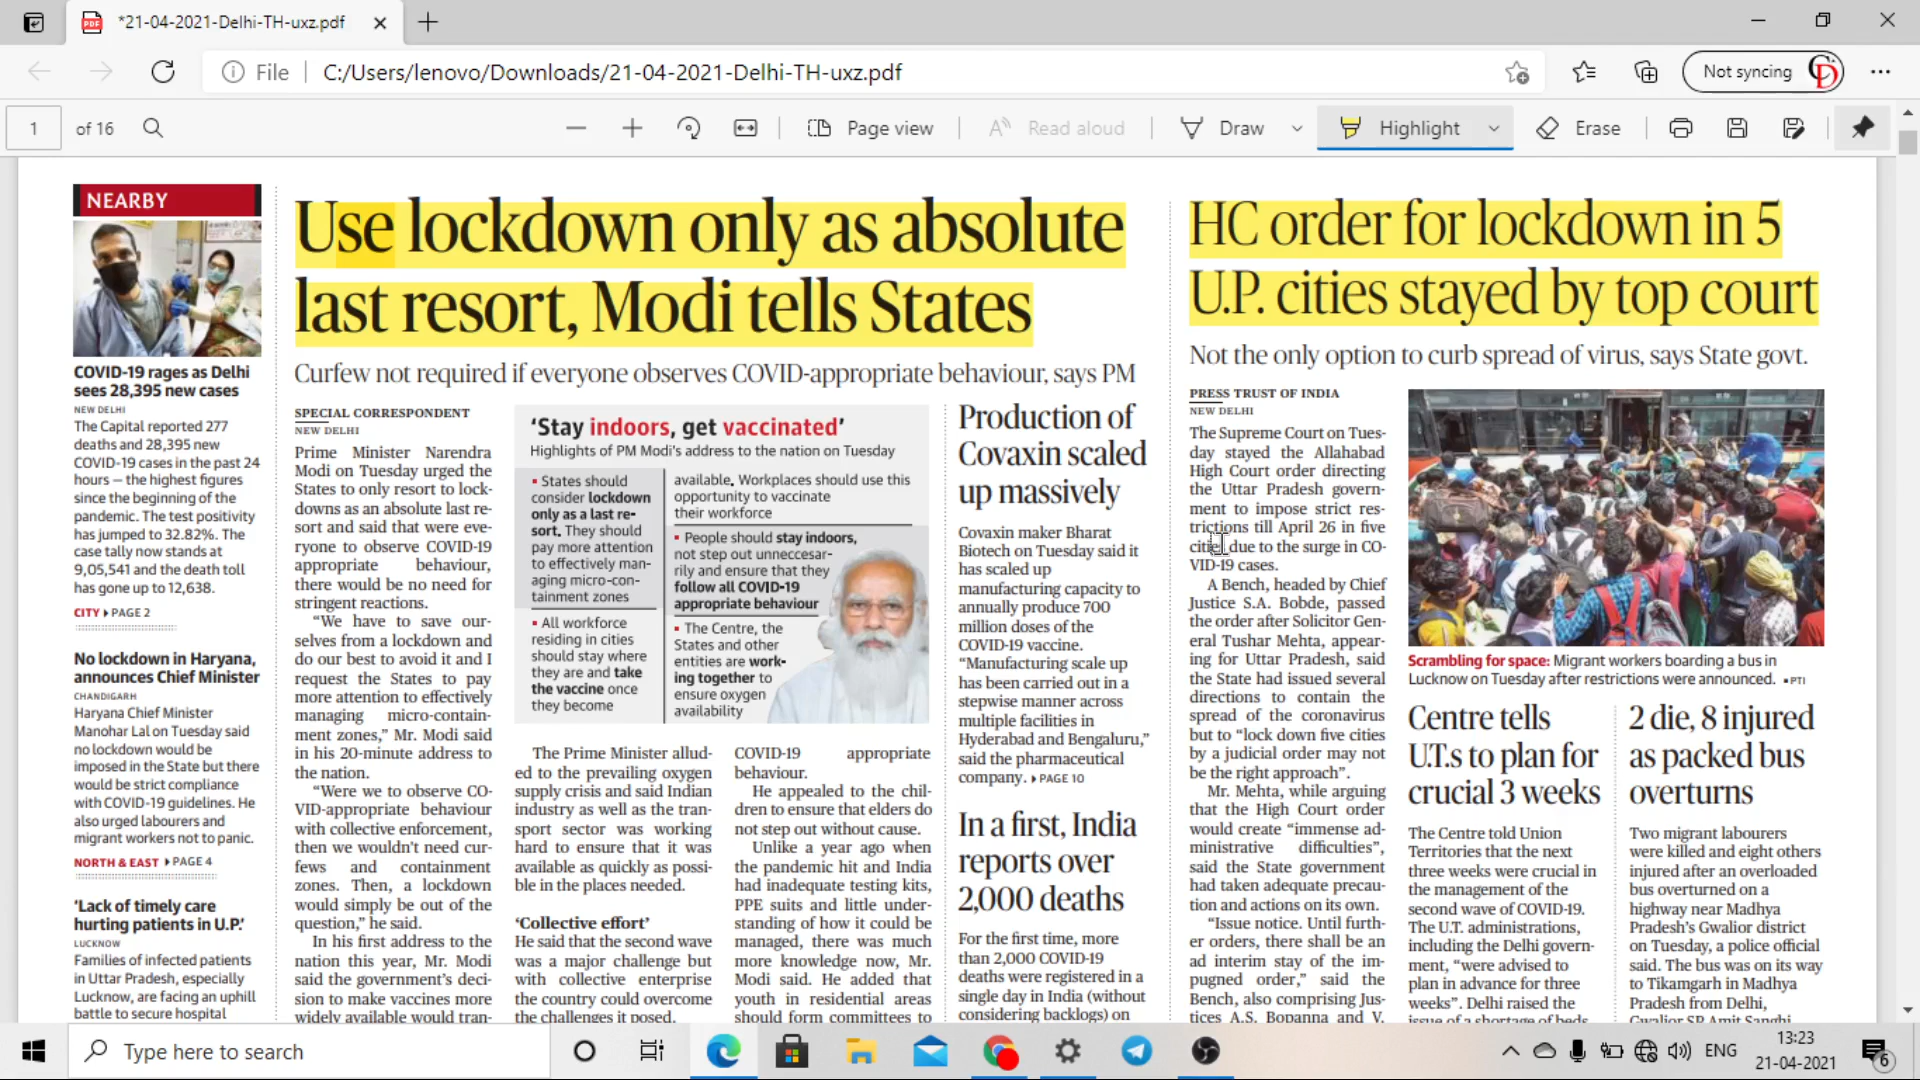 *21-04-2021-Delhi-TH-uxz.pdf
File
C:/Users/lenovo/Downloads/21-04-2021-Delhi-TH-uxz.pdf
Not syncing
1
of 16
Page view
Read aloud
Draw
Highlight
Erase
NEARBY
COVID-19 rages as Delhi
sees 28,395 new cases
NEW DELHI
The Capital reported 277
deaths and 28,395 new
COVID-19 cases in the past 24
hours — the highest figures
since the beginning of the
pandemic. The test positivity
has jumped to 32.82%. The
case tally now stands at
9,05,541 and the death toll
has gone up to 12,638.
CITY PAGE 2
No lockdown in Haryana,
announces Chief Minister
CHANDIGARH
Haryana Chief Minister
Manohar Lal on Tuesday said
no lockdown would be
imposed in the State but there
would be strict compliance
with COVID-19 guidelines. He
also urged labourers and
migrant workers not to panic.
NORTH & EAST PAGE 4
‘Lack of timely care
hurting patients in U.P.’
LUCKNOW
Families of infected patients
in Uttar Pradesh, especially
Lucknow, are facing an uphill
battle to secure hospital
Use lockdown only as absolute
last resort, Modi tells States
Curfew not required if everyone observes COVID-appropriate behaviour, says PM
SPECIAL CORRESPONDENT
NEW DELHI
Prime Minister Narendra
Modi on Tuesday urged the
States to only resort to lock-
downs as an absolute last re-
sort and said that were eve-
ryone to observe COVID-19
appropriate behaviour,
there would be no need for
stringent reactions.
“We have to save our-
selves from a lockdown and
do our best to avoid it and I
request the States to pay
more attention to effectively
managing micro-contain-
ment zones,” Mr. Modi said
in his 20-minute address to
the nation.
“Were we to observe CO-
VID-appropriate behaviour
with collective enforcement,
then we wouldn't need cur-
fews and containment
zones. Then, a lockdown
would simply be out of the
question,” he said.
In his first address to the
nation this year, Mr. Modi
said the government's deci-
sion to make vaccines more
widely available would tran-
‘Stay indoors, get vaccinated’
Highlights of PM Modi's address to the nation on Tuesday
States should
consider lockdown
only as a last re-
sort. They should
pay more attention
to effectively man-
aging micro-con-
tainment zones
All workforce
residing in cities
should stay where
they are and take
the vaccine once
they become
available. Workplaces should use this
opportunity to vaccinate
their workforce
People should stay indoors,
not step out unneccesar-
rily and ensure that they
follow all COVID-19
appropriate behaviour
The Centre, the
States and other
entities are work-
ing together to
ensure oxygen
availability
The Prime Minister allud-
ed to the prevailing oxygen
supply crisis and said Indian
industry as well as the tran-
sport sector was working
hard to ensure that it was
available as quickly as possi-
ble in the places needed.
‘Collective effort’
He said that the second wave
was a major challenge but
with collective enterprise
the country could overcome
the challenges it posed.
COVID-19 appropriate
behaviour.
He appealed to the chil-
dren to ensure that elders do
not step out without cause.
Unlike a year ago when
the pandemic hit and India
had inadequate testing kits,
PPE suits and little under-
standing of how it could be
managed, there was much
more knowledge now, Mr.
Modi said. He added that
youth in residential areas
should form committees to
Production of
Covaxin scaled
up massively
Covaxin maker Bharat
Biotech on Tuesday said it
has scaled up
manufacturing capacity to
annually produce 700
million doses of the
COVID-19 vaccine.
“Manufacturing scale up
has been carried out in a
stepwise manner across
multiple facilities in
Hyderabad and Bengaluru,”
said the pharmaceutical
company. PAGE 10
In a first, India
reports over
2,000 deaths
For the first time, more
than 2,000 COVID-19
deaths were registered in a
single day in India (without
considering backlogs) on
HC order for lockdown in 5
U.P. cities stayed by top court
Not the only option to curb spread of virus, says State govt.
PRESS TRUST OF INDIA
NEW DELHI
The Supreme Court on Tues-
day stayed the Allahabad
High Court order directing
the Uttar Pradesh govern-
ment to impose strict res-
trictions till April 26 in five
cities due to the surge in CO-
VID-19 cases.
A Bench, headed by Chief
Justice S.A. Bobde, passed
the order after Solicitor Gen-
eral Tushar Mehta, appear-
ing for Uttar Pradesh, said
the State had issued several
directions to contain the
spread of the coronavirus
but to “lock down five cities
by a judicial order may not
be the right approach”.
Mr. Mehta, while arguing
that the High Court order
would create “immense ad-
ministrative difficulties”,
said the State government
had taken adequate precau-
tion and actions on its own.
“Issue notice. Until furth-
er orders, there shall be an
ad interim stay of the im-
pugned order,” said the
Bench, also comprising Jus-
tices A.S. Bopanna and V.
Scrambling for space: Migrant workers boarding a bus in
Lucknow on Tuesday after restrictions were announced. PTI
Centre tells
U.T.s to plan for
crucial 3 weeks
The Centre told Union
Territories that the next
three weeks were crucial in
the management of the
second wave of COVID-19.
The U.T. administrations,
including the Delhi govern-
ment, “were advised to
plan in advance for three
weeks”. Delhi raised the
issue of a shortage of beds
2 die, 8 injured
as packed bus
overturns
Two migrant labourers
were killed and eight others
injured after an overloaded
bus overturned on a
highway near Madhya
Pradesh's Gwalior district
on Tuesday, a police official
said. The bus was on its way
to Tikamgarh in Madhya
Pradesh from Delhi,
Gwalior SP Amit Sanghi
Type here to search
ENG
13:23
21-04-2021
6